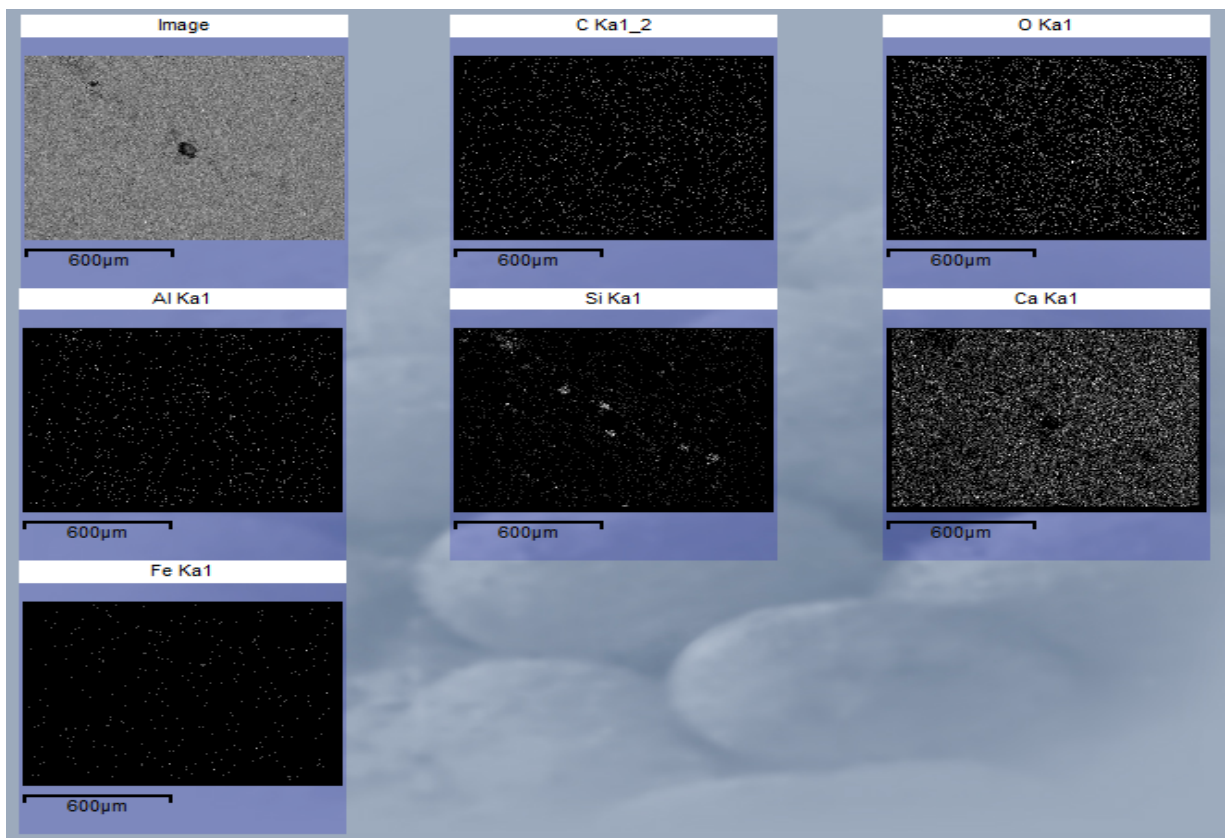 Image
C Ka1_2
O Ka1
600µm
600µm
600µm
Al Ka1
Si Ka1
Ca Ka1
600µm
600µm
600µm
Fe Ka1
600µm